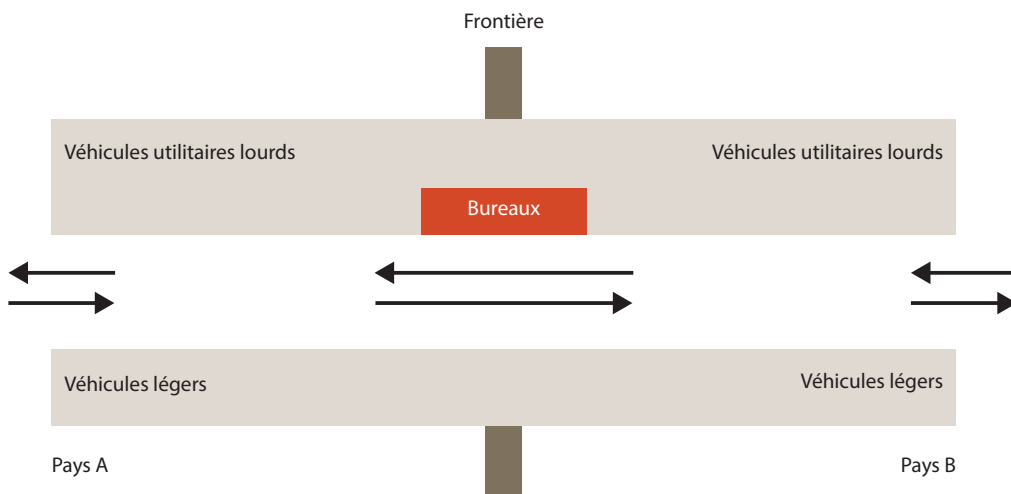 Frontière
Véhicules utilitaires lourds
Véhicules utilitaires lourds
Bureaux
Véhicules légers
Véhicules légers
Pays A
Pays B